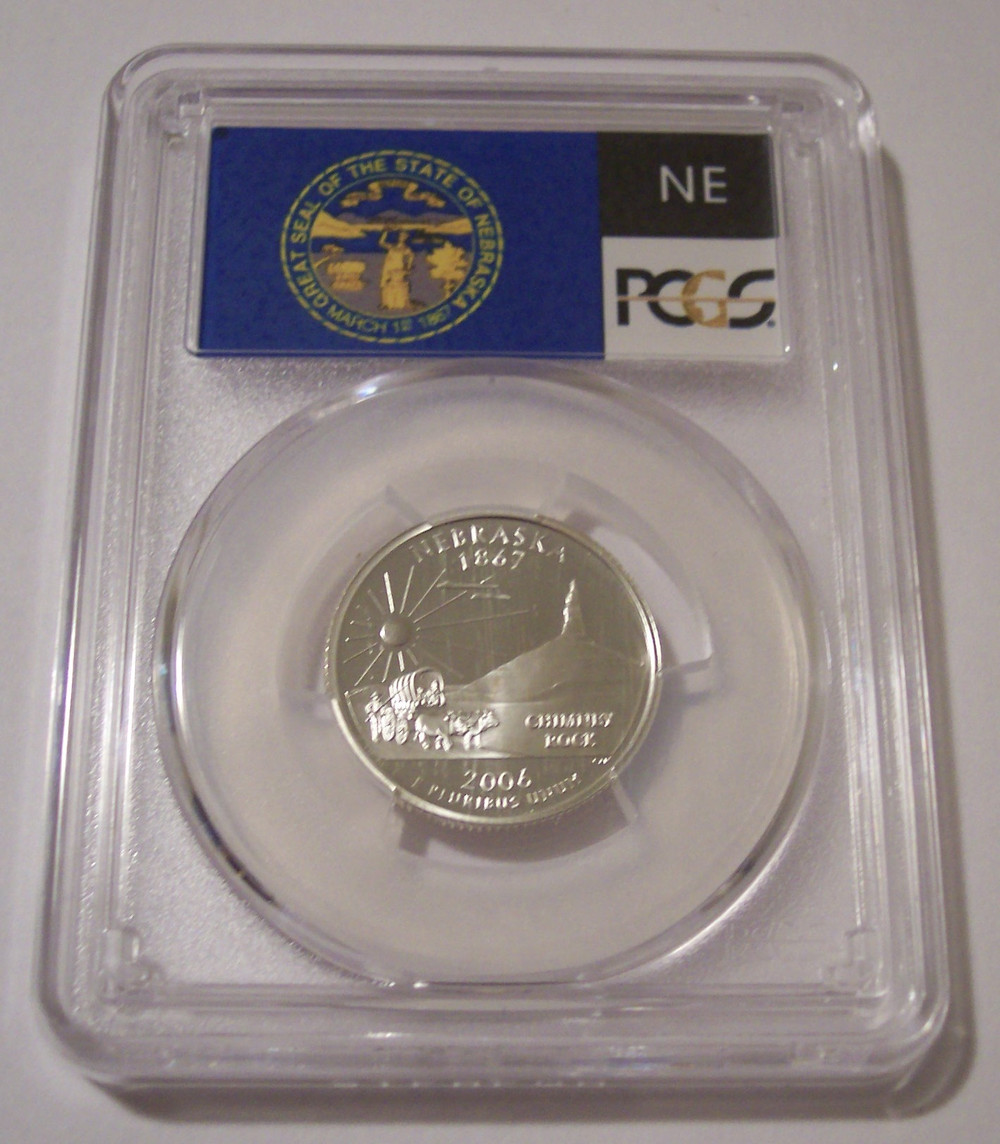 GREAT SEAL OF THE STATE OF NEBRASKA
MARCH 1ST 1867
NE
PCGS
NEBRASKA
1867
CHIMNEY
ROCK
2006
E PLURIBUS UNUM